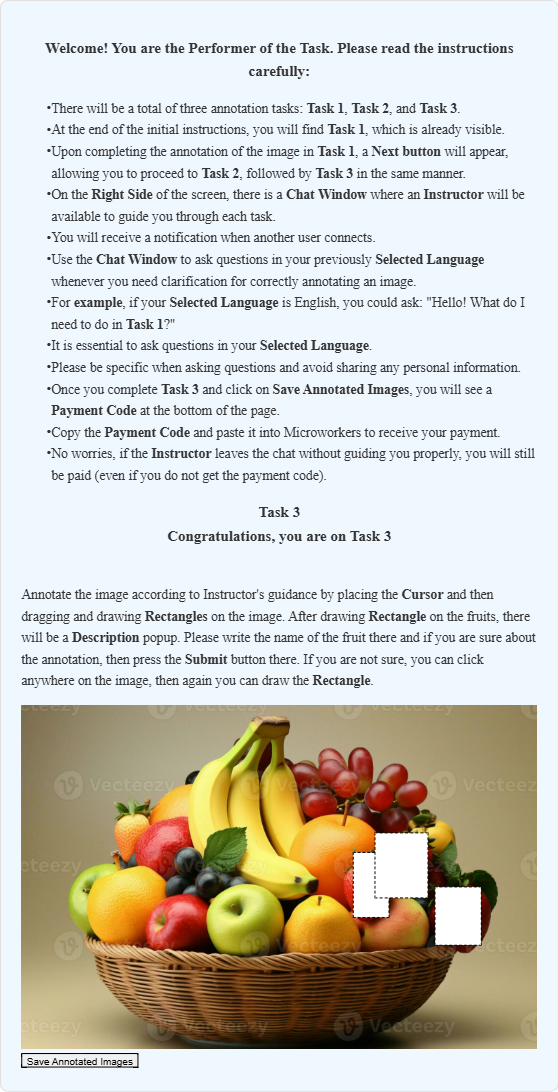 Welcome! You are the Performer of the Task. Please read the instructions
carefully:
•There will be a total of three annotation tasks: Task 1, Task 2, and Task 3.
•At the end of the initial instructions, you will find Task 1, which is already visible.
•Upon completing the annotation of the image in Task 1, a Next button will appear,
allowing you to proceed to Task 2, followed by Task 3 in the same manner.
•On the Right Side of the screen, there is a Chat Window where an Instructor will be
available to guide you through each task.
•You will receive a notification when another user connects.
•Use the Chat Window to ask questions in your previously Selected Language
whenever you need clarification for correctly annotating an image.
•For example, if your Selected Language is English, you could ask: "Hello! What do I
need to do in Task 1?"
•It is essential to ask questions in your Selected Language.
•Please be specific when asking questions and avoid sharing any personal information.
•Once you complete Task 3 and click on Save Annotated Images, you will see a
Payment Code at the bottom of the page.
•Copy the Payment Code and paste it into Microworkers to receive your payment.
•No worries, if the Instructor leaves the chat without guiding you properly, you will still
be paid (even if you do not get the payment code).
Task 3
Congratulations, you are on Task 3
Annotate the image according to Instructor's guidance by placing the Cursor and then
dragging and drawing Rectangles on the image. After drawing Rectangle on the fruits, there
will be a Description popup. Please write the name of the fruit there and if you are sure about
the annotation, then press the Submit button there. If you are not sure, you can click
anywhere on the image, then again you can draw the Rectangle.
Vecteezy
Save Annotated Images